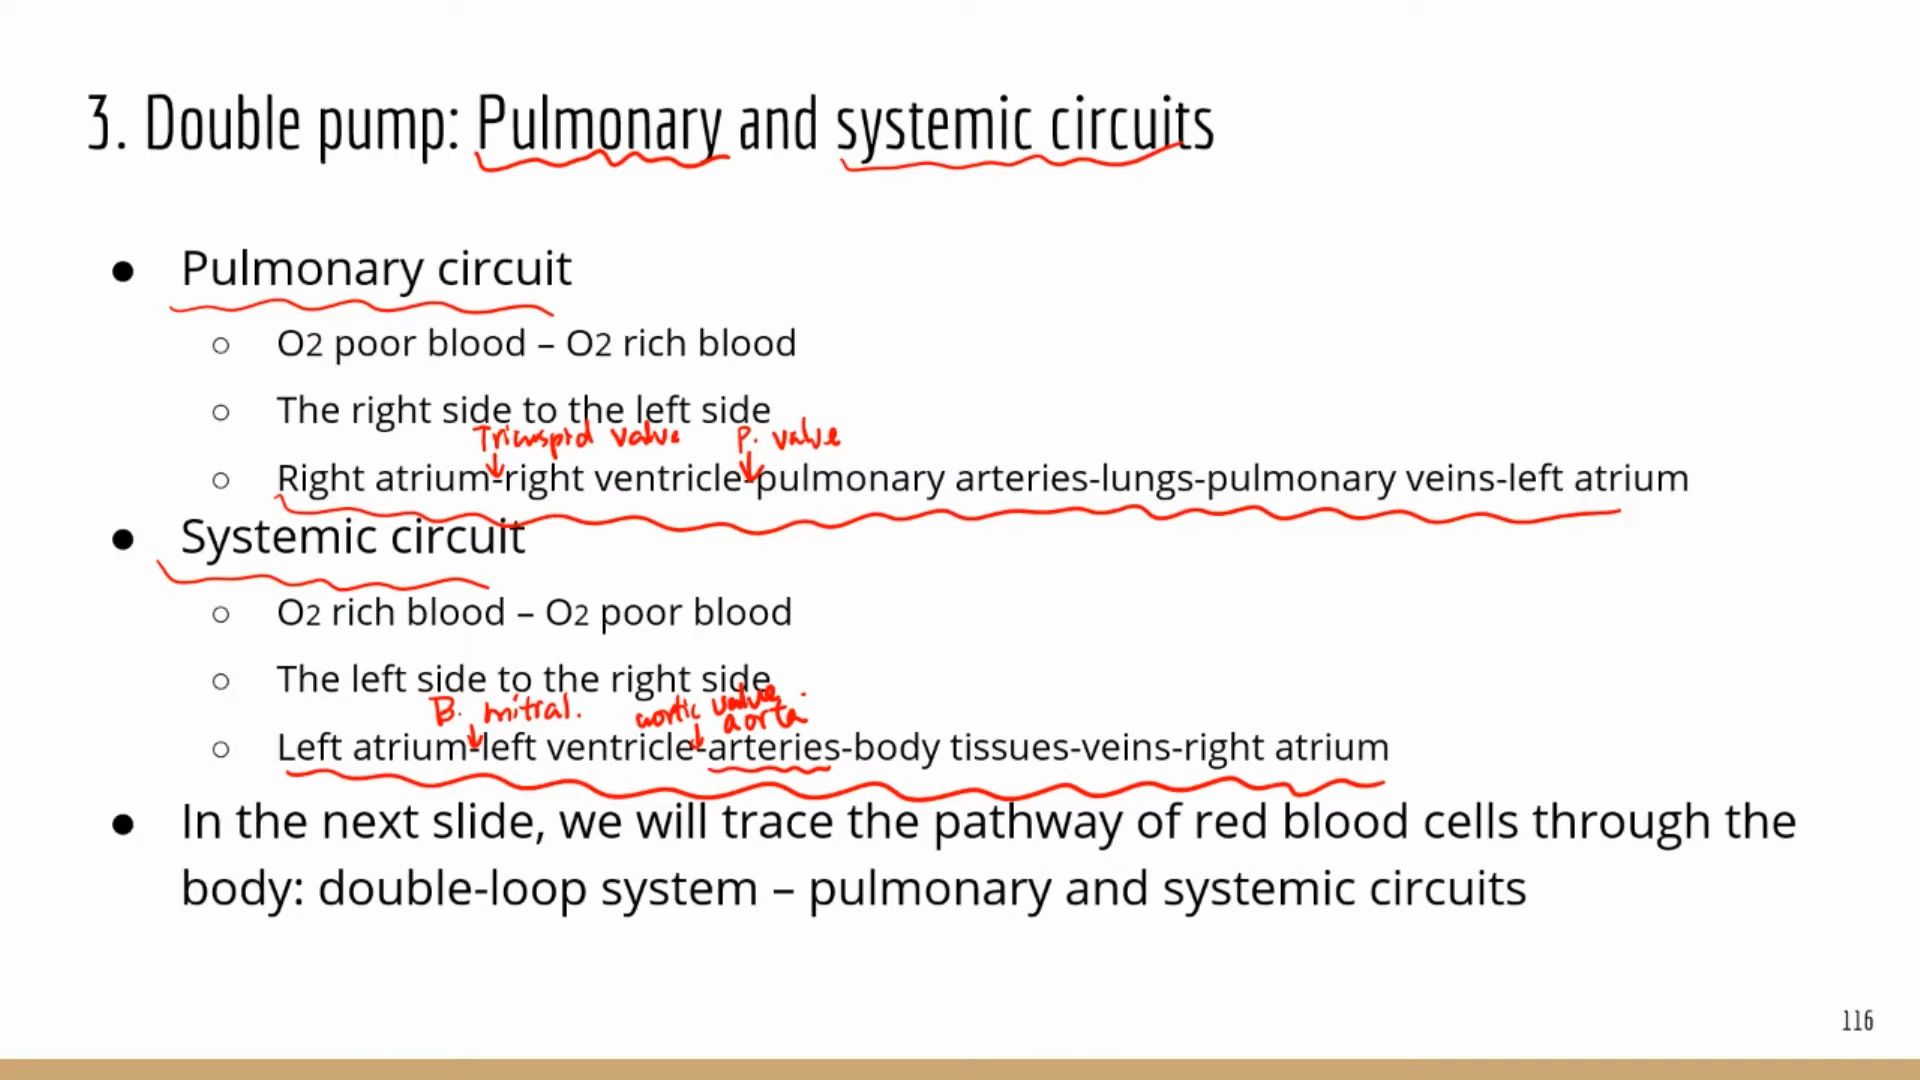 3. Double pump: Pulmonary and systemic circuits
● Pulmonary circuit
○ O2 poor blood – O2 rich blood
○ The right side to the left side
Tricuspid valve P. valve
○ Right atrium-right ventricle-pulmonary arteries-lungs-pulmonary veins-left atrium
● Systemic circuit
○ O2 rich blood – O2 poor blood
○ The left side to the right side
B. mitral. aortic valve
aorta
○ Left atrium-left ventricle-arteries-body tissues-veins-right atrium
● In the next slide, we will trace the pathway of red blood cells through the
body: double-loop system – pulmonary and systemic circuits
116